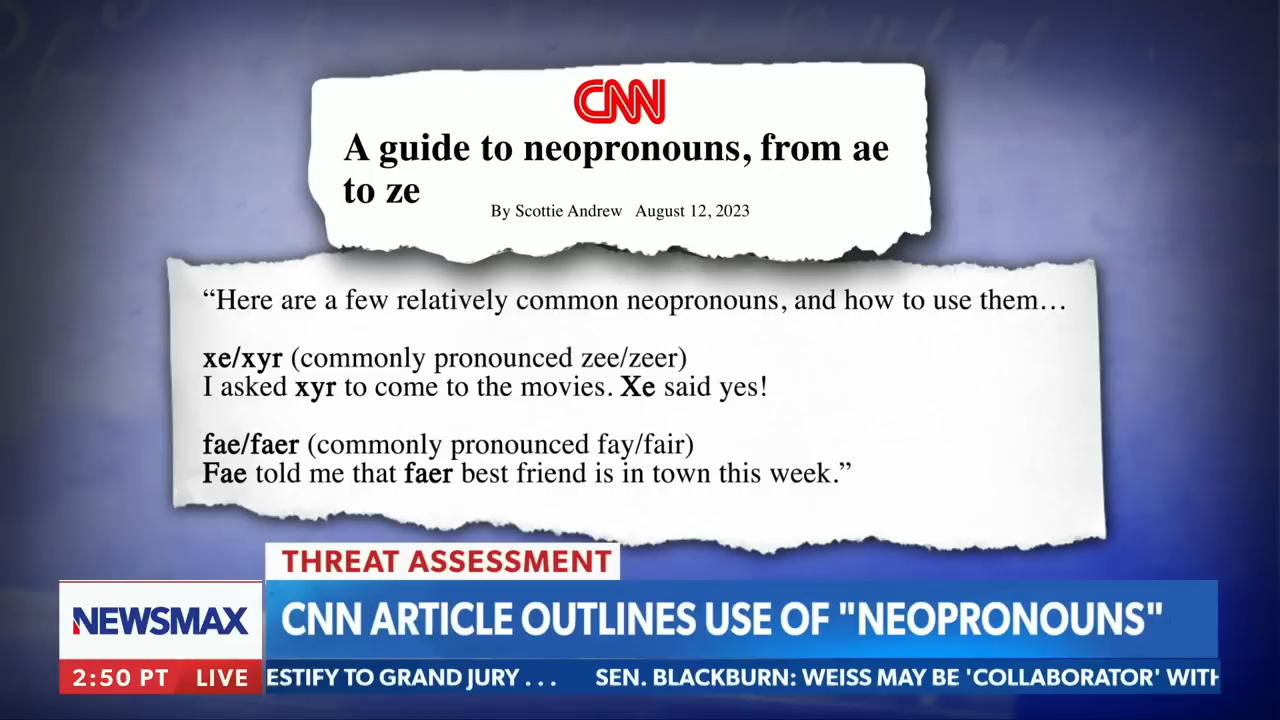 CNN
A guide to neopronouns, from ae
to ze
By Scottie Andrew August 12, 2023
“Here are a few relatively common neopronouns, and how to use them…
xe/xyr (commonly pronounced zee/zeer)
I asked xyr to come to the movies. Xe said yes!
fae/faer (commonly pronounced fay/fair)
Fae told me that faer best friend is in town this week.”
THREAT ASSESSMENT
NEWSMAX
CNN ARTICLE OUTLINES USE OF "NEOPRONOUNS"
2:50 PT LIVE
ESTIFY TO GRAND JURY . . . SEN. BLACKBURN: WEISS MAY BE 'COLLABORATOR' WITH